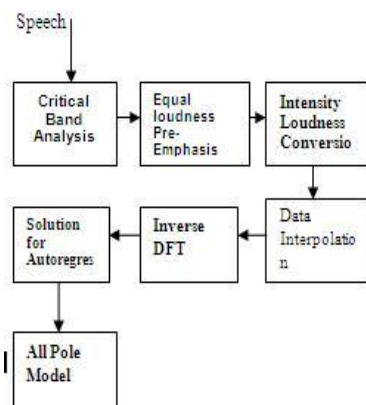 Speech
Critical
Band
Analysis
Equal
loudness
Pre-
Emphasis
Intensity
Loudness
Conversio
Data
Interpolatio
n
Inverse
DFT
Solution
for
Autoregres
All Pole
Model